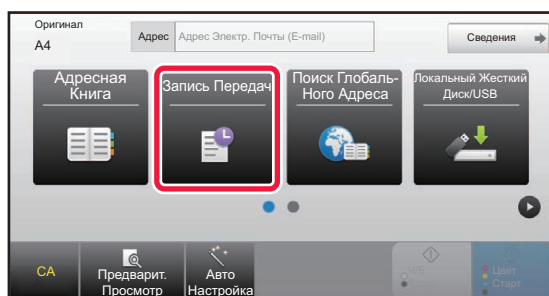 Оригинал
A4
Адрес
Адрес Электр. Почты (E-mail)
Сведения
Адресная
Книга
Запись Передач
Поиск Глобаль-
Ного Адреса
Локальный Жесткий
Диск/USB
CA
Предварит.
Просмотр
Авто
Настройка
Ч/Б
Старт
Цвет
Старт